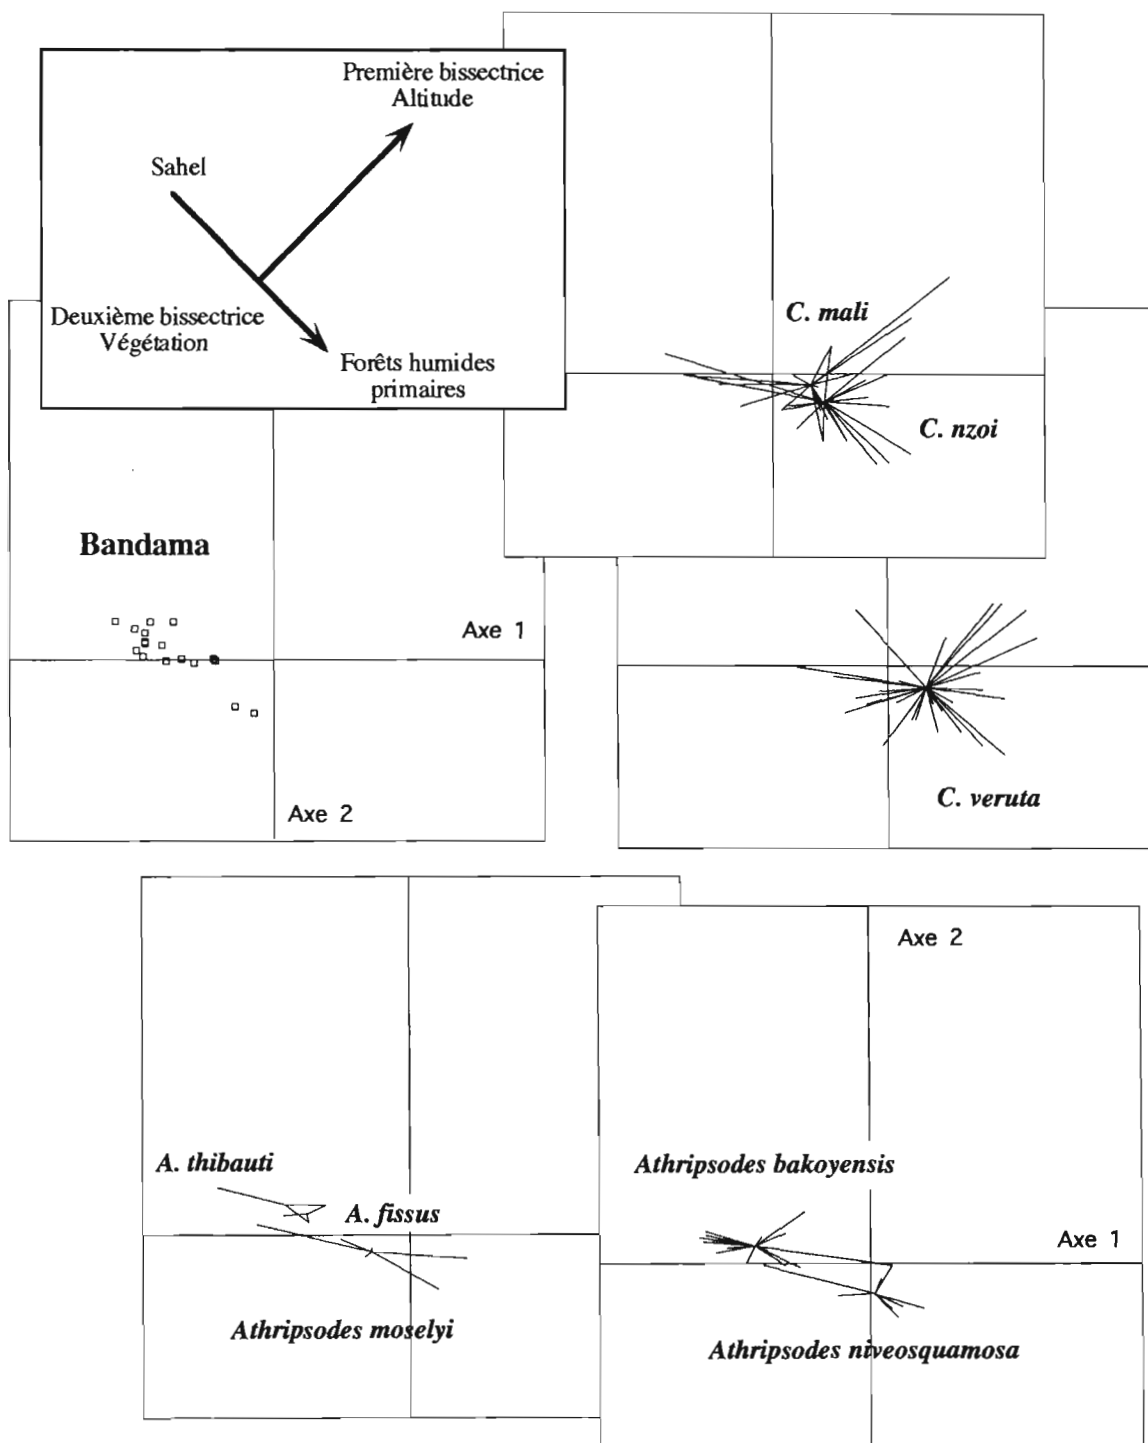 Première bissectrice
Altitude
Sahel
Deuxième bissectrice
Végétation
Forêts humides
primaires
C. mali
C. nzoi
Bandama
Axe 1
Axe 2
C. veruta
A. thibauti
A. fissus
Athripsodes moselyi
Axe 2
Athripsodes bakoyensis
Axe 1
Athripsodes niveosquamosa